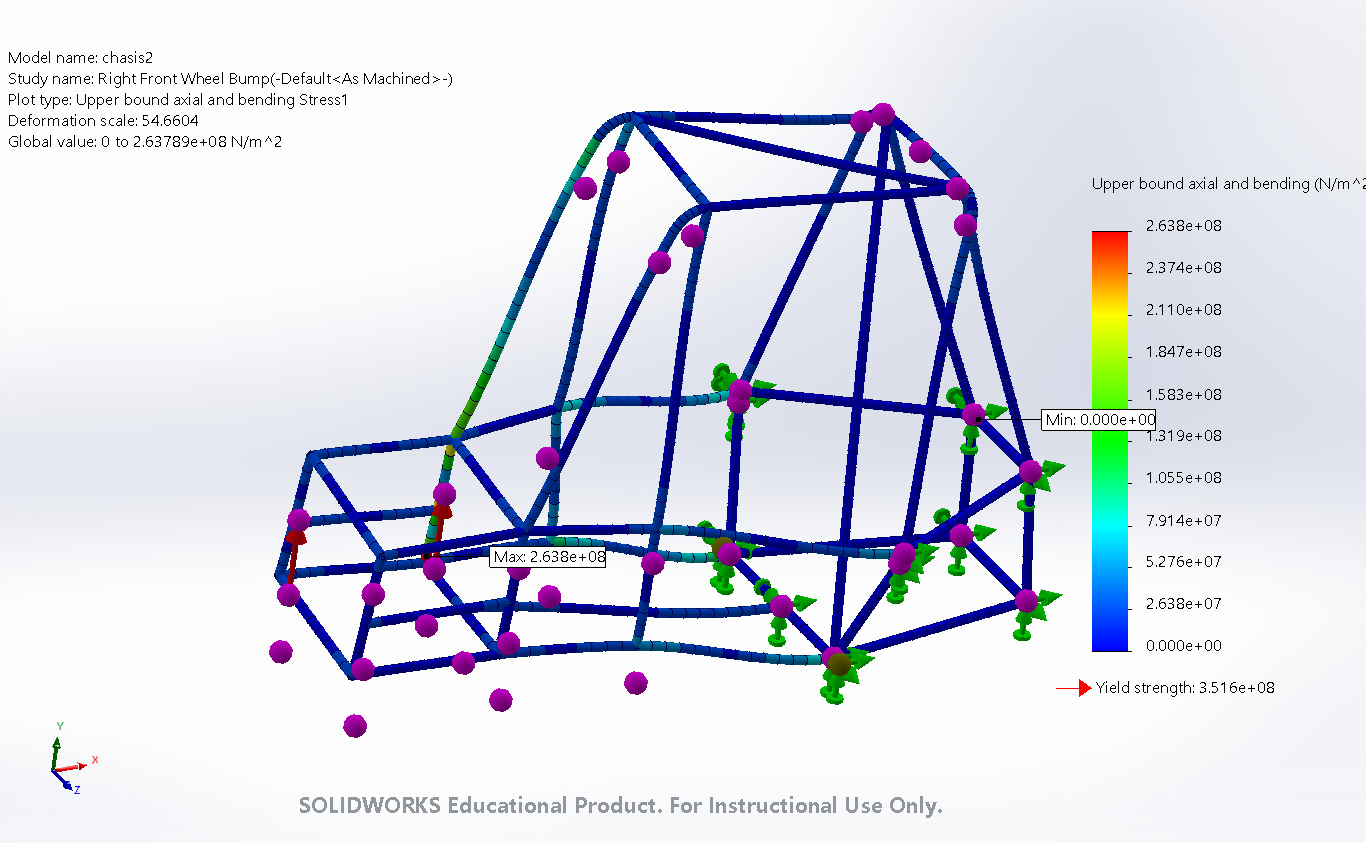 Model name: chasis2
Study name: Right Front Wheel Bump(-Default<As Machined>-)
Plot type: Upper bound axial and bending Stress1
Deformation scale: 54.6604
Global value: 0 to 2.63789e+08 N/m^2
Upper bound axial and bending (N/m^2
2.638e+08
2.374e+08
2.110e+08
1.847e+08
1.583e+08
Min: 0.000e+00
1.319e+08
1.055e+08
7.914e+07
Max: 2.638e+08
5.276e+07
2.638e+07
0.000e+00
Yield strength: 3.516e+08
Y
X
Z
SOLIDWORKS Educational Product. For Instructional Use Only.